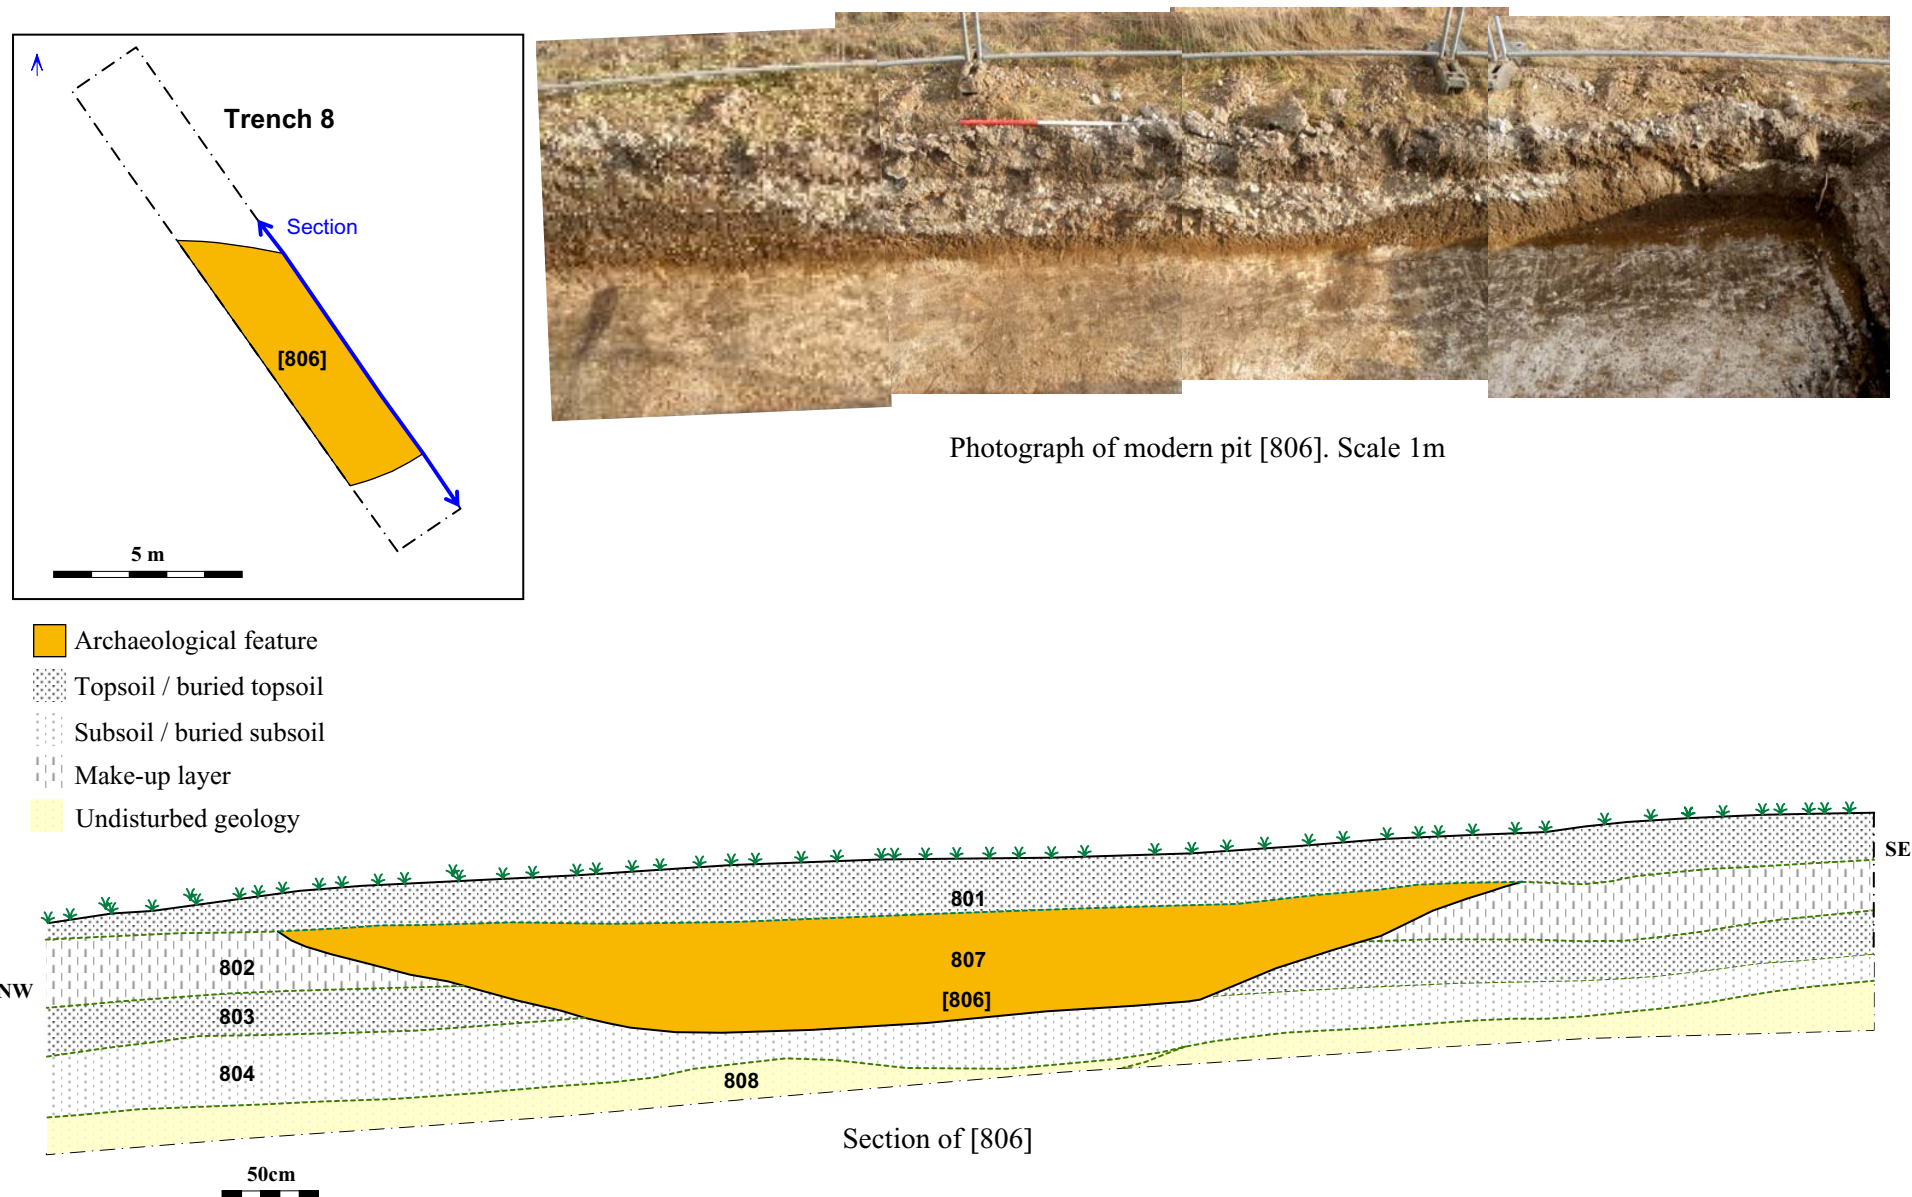 Trench 8
Section
[806]
5 m
Photograph of modern pit [806]. Scale 1m
Archaeological feature
Topsoil / buried topsoil
Subsoil / buried subsoil
Make-up layer
Undisturbed geology
SE
801
807
802
NW
[806]
803
804
808
Section of [806]
50cm